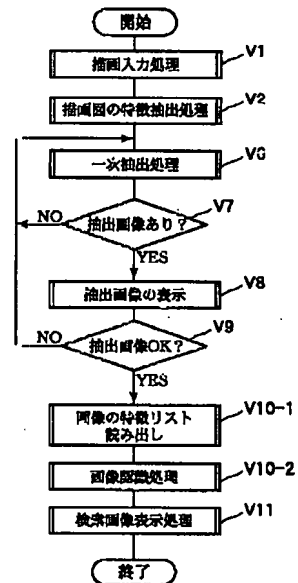 開始
描画入力処理
V1
描画図の特徴抽出処理
V2
一次抽出処理
V6
抽出画像あり?
V7
NO
YES
抽出画像の表示
V8
抽出画像OK?
V9
NO
YES
画像の特徴リスト
読み出し
V10-1
画像認識処理
V10-2
検索画像表示処理
V11
終了